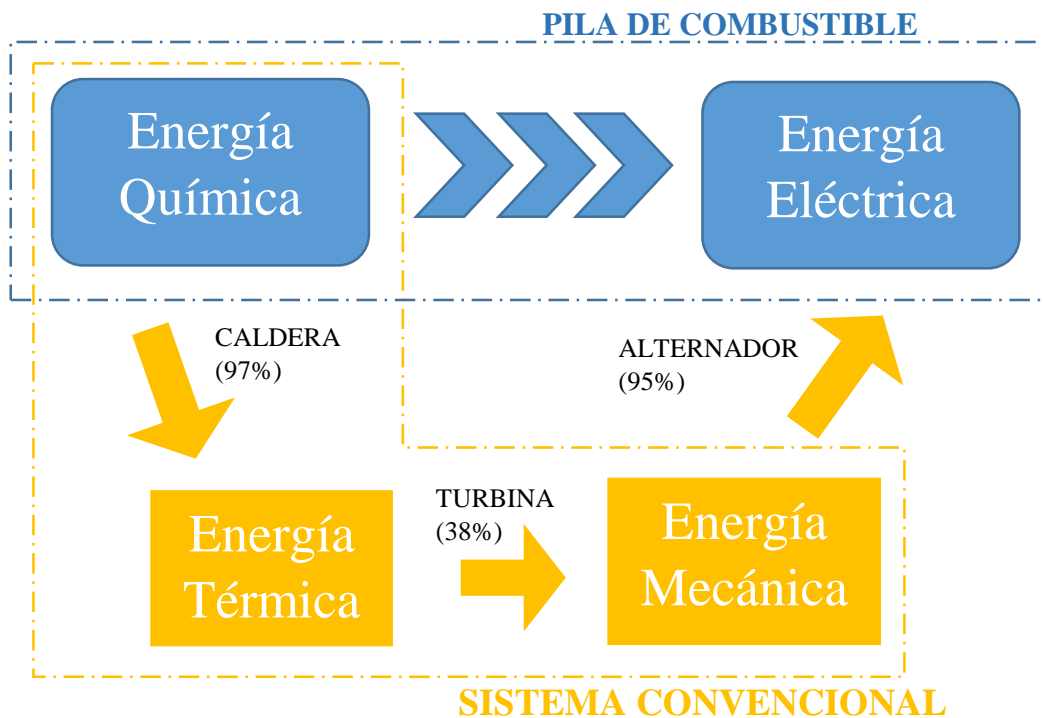 PILA DE COMBUSTIBLE
Energía
Química
Energía
Eléctrica
CALDERA
(97%)
ALTERNADOR
(95%)
TURBINA
(38%)
Energía
Térmica
Energía
Mecánica
SISTEMA CONVENCIONAL